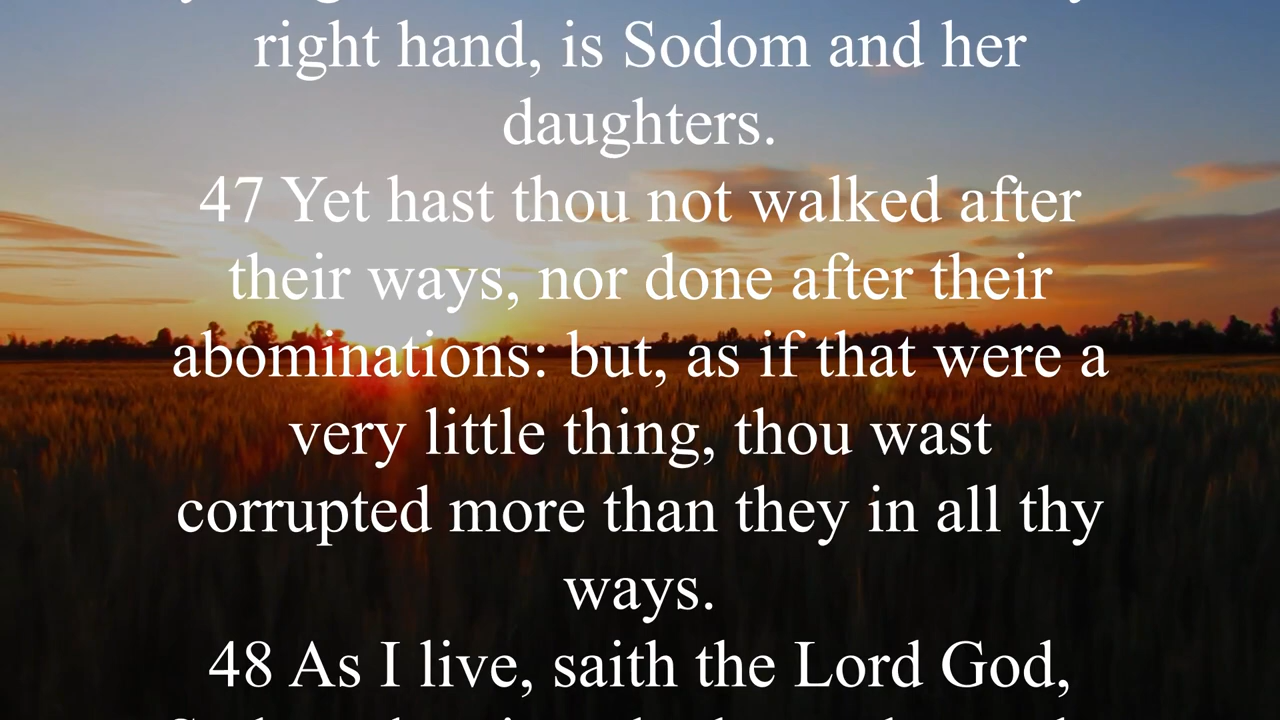 right hand, is Sodom and her
daughters.
47 Yet hast thou not walked after
their ways, nor done after their
abominations: but, as if that were a
very little thing, thou wast
corrupted more than they in all thy
ways.
48 As I live, saith the Lord God,